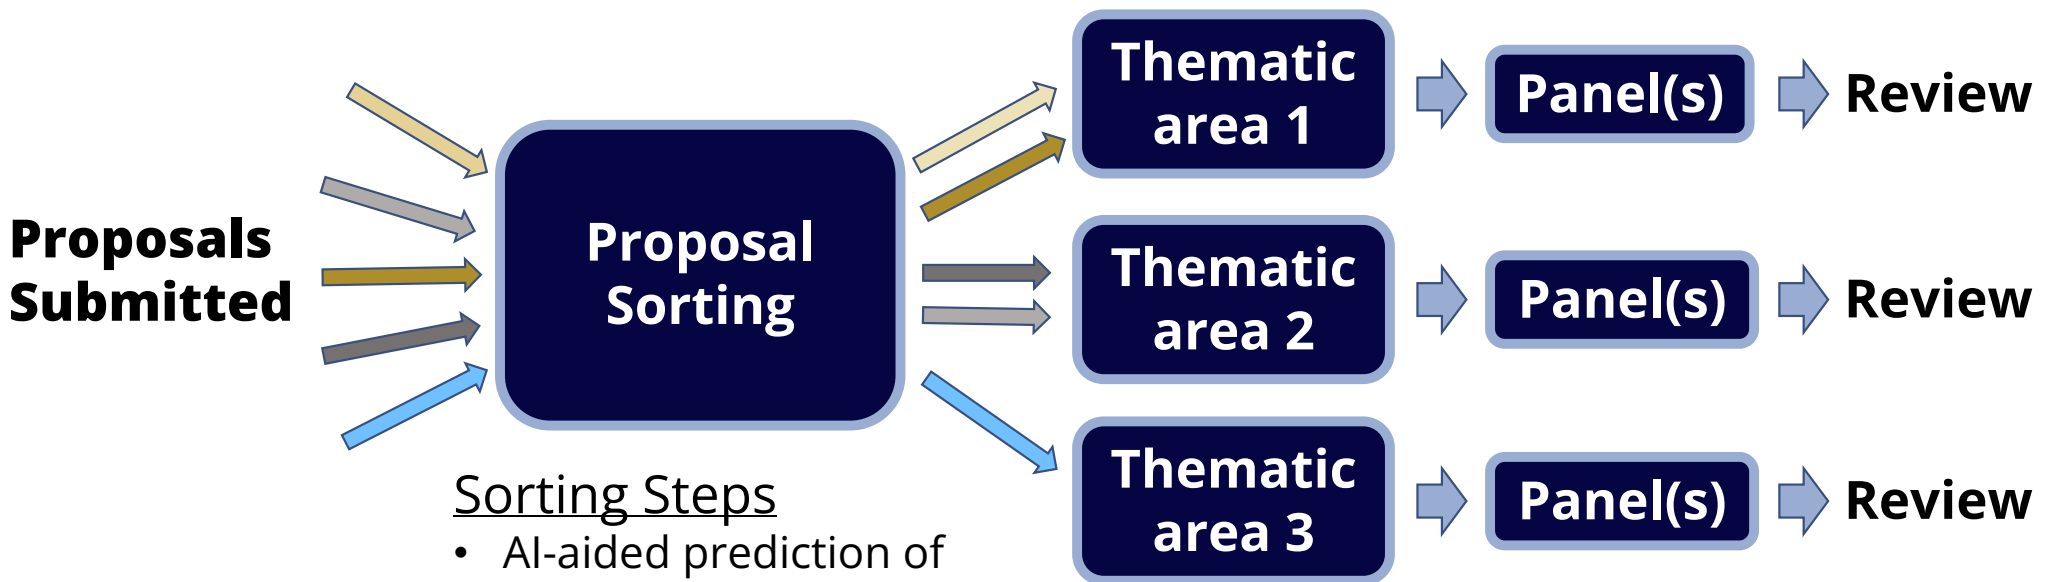 Proposals
Submitted
Proposal
Sorting
Sorting Steps
• AI-aided prediction of
Thematic
area 1
Panel(s)
Review
Thematic
area 2
Panel(s)
Review
Thematic
area 3
Panel(s)
Review